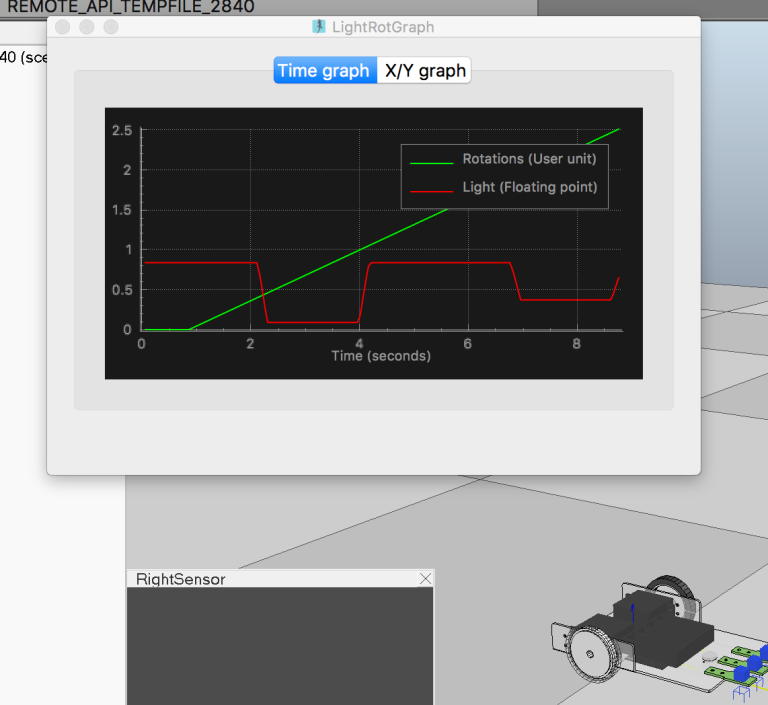 REMOTE_API_TEMPFILE_2840
LightRotGraph
40 (sce
Time graph X/Y graph
2.5
2
1.5
1
0.5
0
Rotations (User unit)
Light (Floating point)
0 2 4 6 8
Time (seconds)
RightSensor